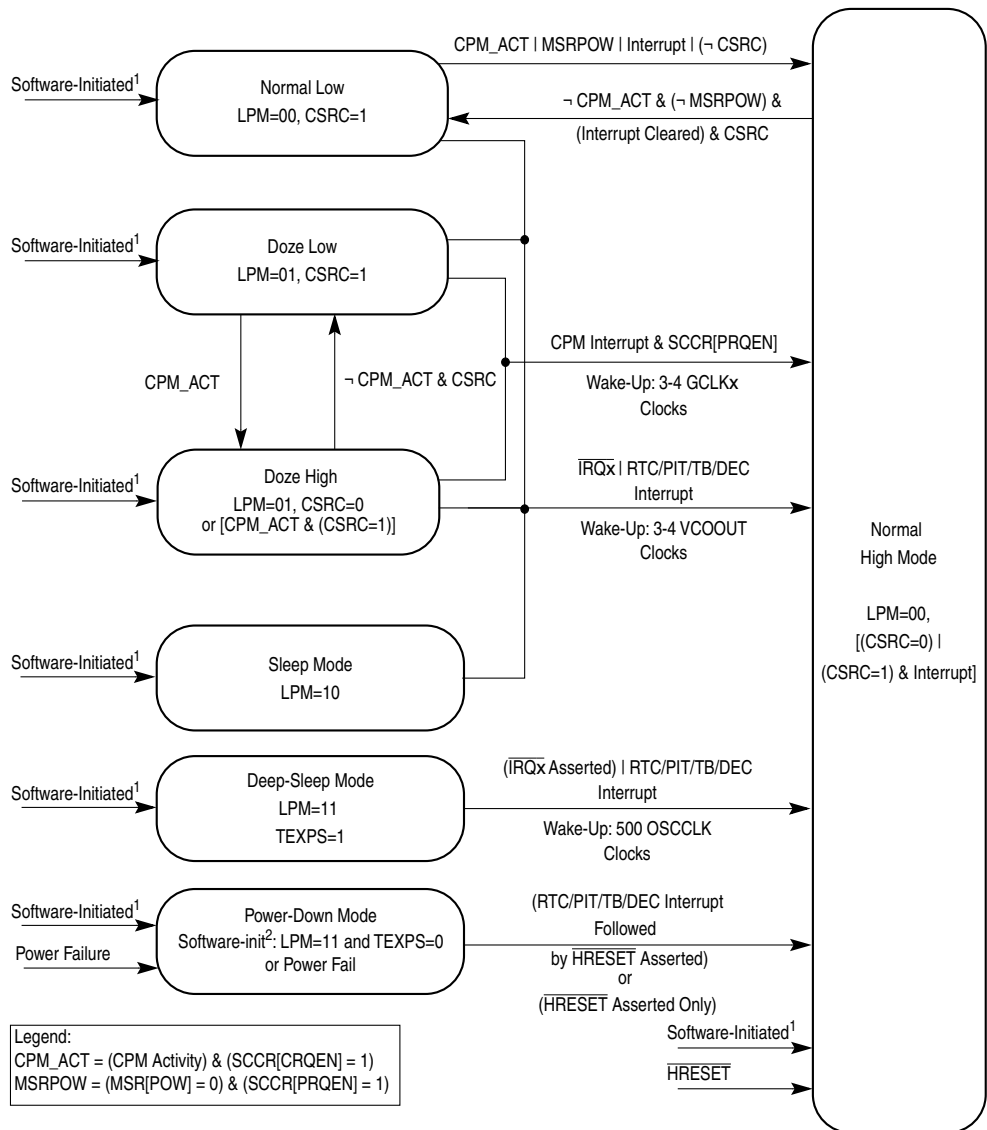 CPM_ACT | MSRPOW | Interrupt | (¬ CSRC)
Software-Initiated1
Normal Low
LPM=00, CSRC=1
¬ CPM_ACT & (¬ MSRPOW) &
(Interrupt Cleared) & CSRC
Software-Initiated1
Doze Low
LPM=01, CSRC=1
CPM_ACT
¬ CPM_ACT & CSRC
CPM Interrupt & SCCR[PRQEN]
Wake-Up: 3-4 GCLKx
Clocks
Software-Initiated1
Doze High
LPM=01, CSRC=0
or [CPM_ACT & (CSRC=1)]
IRQx | RTC/PIT/TB/DEC
Interrupt
Wake-Up: 3-4 VCOOUT
Clocks
Normal
High Mode
LPM=00,
[(CSRC=0) |
(CSRC=1) & Interrupt]
Software-Initiated1
Sleep Mode
LPM=10
Software-Initiated1
Deep-Sleep Mode
LPM=11
TEXPS=1
(IRQx Asserted) | RTC/PIT/TB/DEC
Interrupt
Wake-Up: 500 OSCCLK
Clocks
Software-Initiated1
Power Failure
Power-Down Mode
Software-init2: LPM=11 and TEXPS=0
or Power Fail
(RTC/PIT/TB/DEC Interrupt
Followed
by HRESET Asserted)
or
(HRESET Asserted Only)
Software-Initiated1
HRESET
Legend:
CPM_ACT = (CPM Activity) & (SCCR[CRQEN] = 1)
MSRPOW = (MSR[POW] = 0) & (SCCR[PRQEN] = 1)